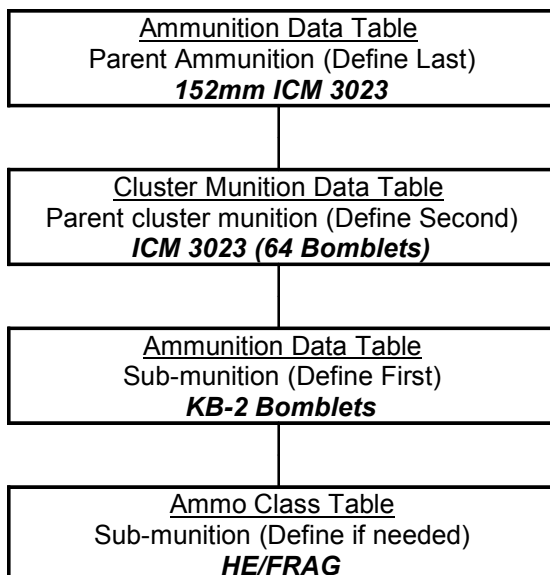 Ammunition Data Table
Parent Ammunition (Define Last)
152mm ICM 3023
Cluster Munition Data Table
Parent cluster munition (Define Second)
ICM 3023 (64 Bomblets)
Ammunition Data Table
Sub-munition (Define First)
KB-2 Bomblets
Ammo Class Table
Sub-munition (Define if needed)
HE/FRAG